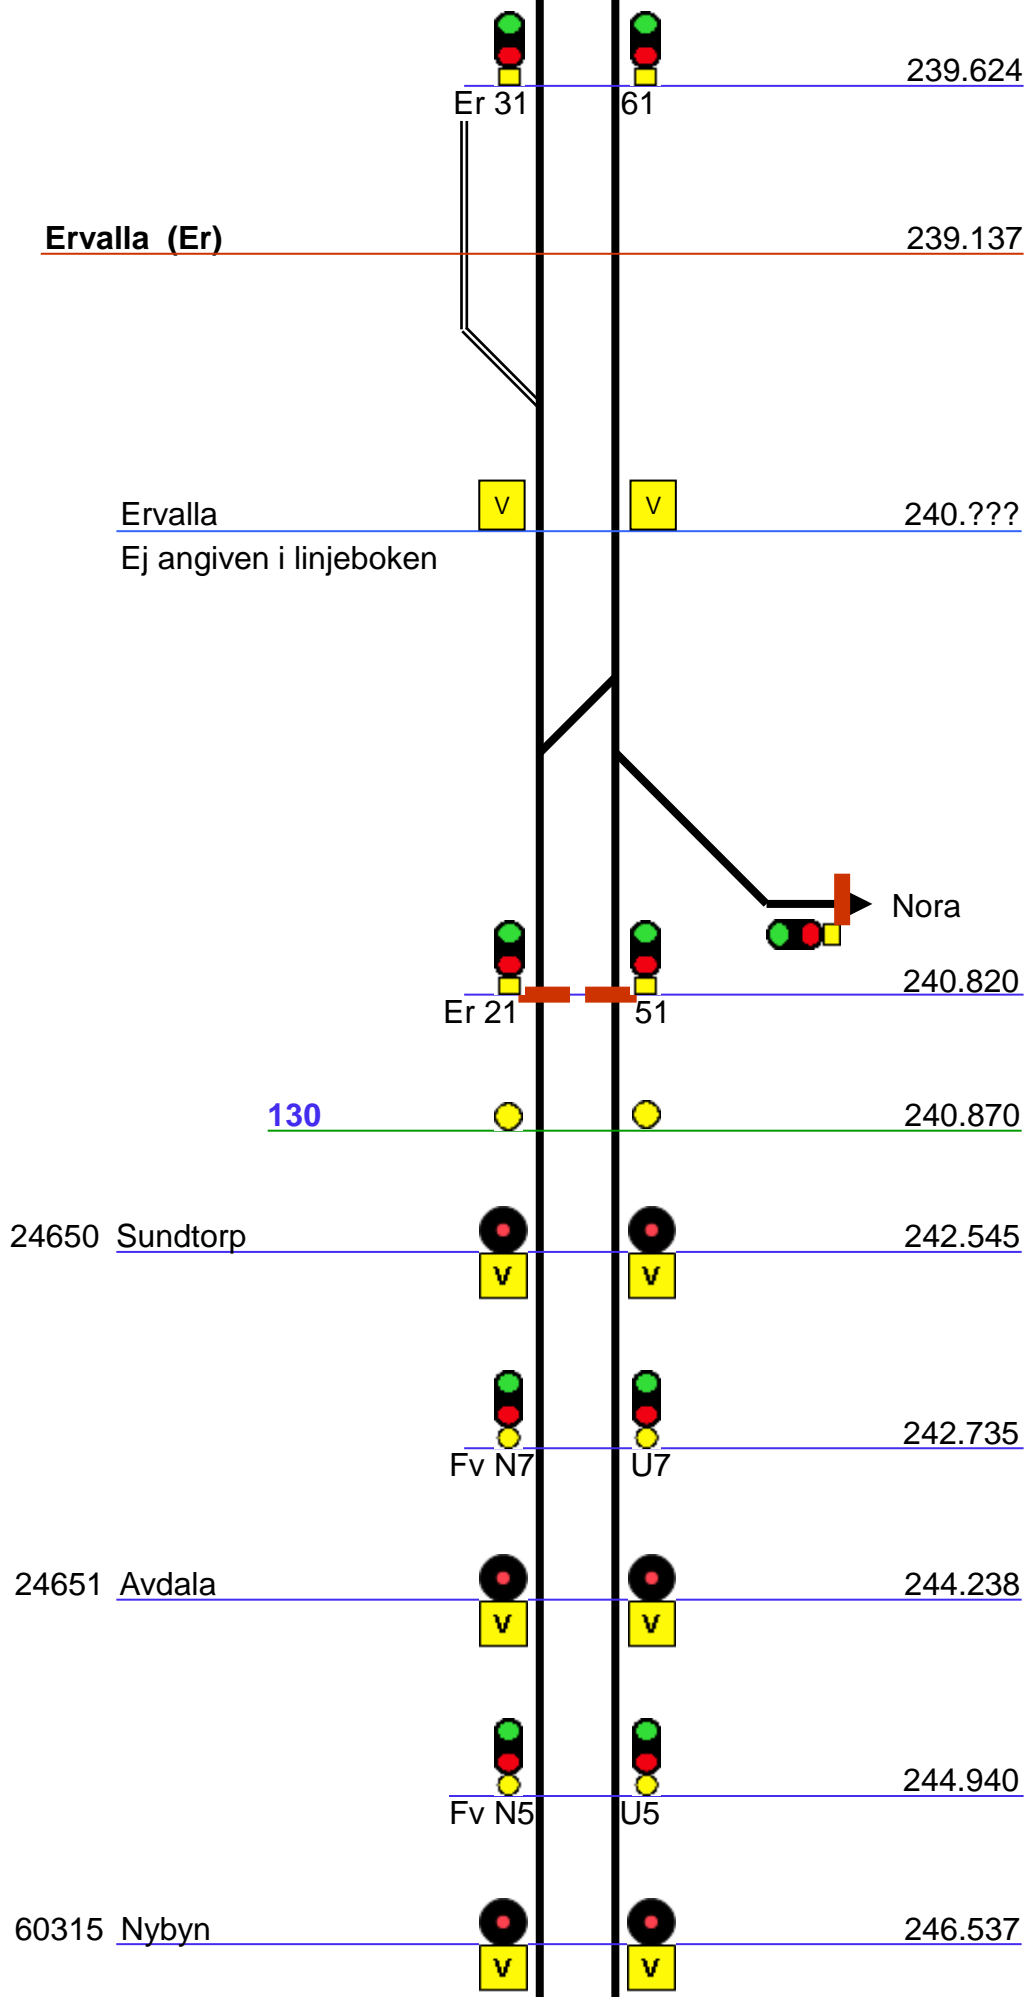 239.624
Er 31 61
Ervalla (Er) 239.137
V V
Ervalla 240.???
Ej angiven i linjeboken
Nora
240.820
Er 21 51
130 240.870
24650 Sundtorp 242.545
V V
242.735
Fv N7 U7
24651 Avdala 244.238
V V
244.940
Fv N5 U5
60315 Nybyn 246.537
V V